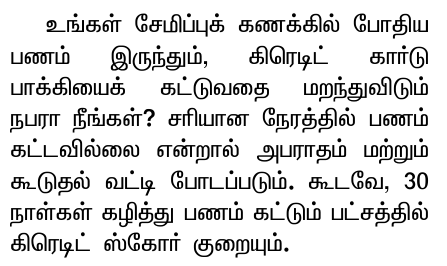 உங்கள் சேமிப்புக் கணக்கில் போதிய
பணம் இருந்தும், கிரெடிட் கார்டு
பாக்கியைக் கட்டுவதை மறந்துவிடும்
நபரா நீங்கள்? சரியான நேரத்தில் பணம்
கட்டவில்லை என்றால் அபராதம் மற்றும்
கூடுதல் வட்டி போடப்படும். கூடவே, 30
நாள்கள் கழித்து பணம் கட்டும் பட்சத்தில்
கிரெடிட் ஸ்கோர் குறையும்.